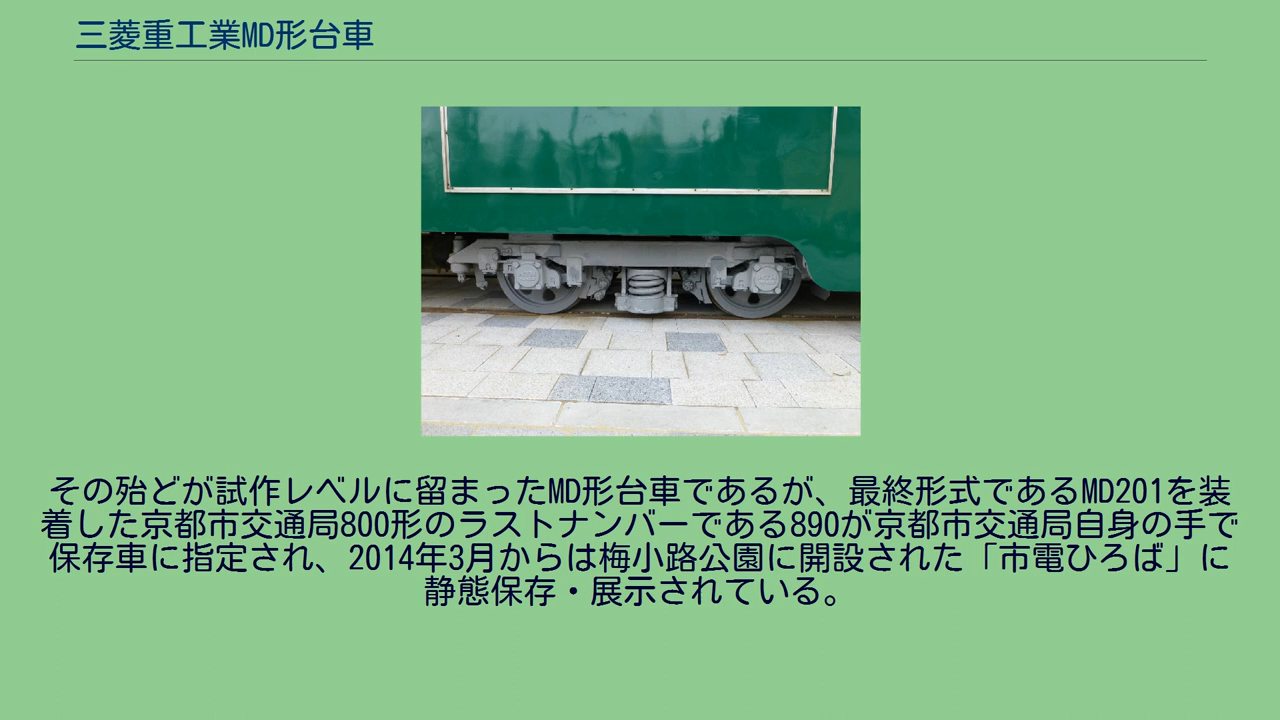 三菱重工業MD形台車
その殆どが試作レベルに留まったMD形台車であるが、最終形式であるMD201を装
着した京都市交通局800形のラストナンバーである890が京都市交通局自身の手で
保存車に指定され、2014年3月からは梅小路公園に開設された「市電ひろば」に
静態保存・展示されている。